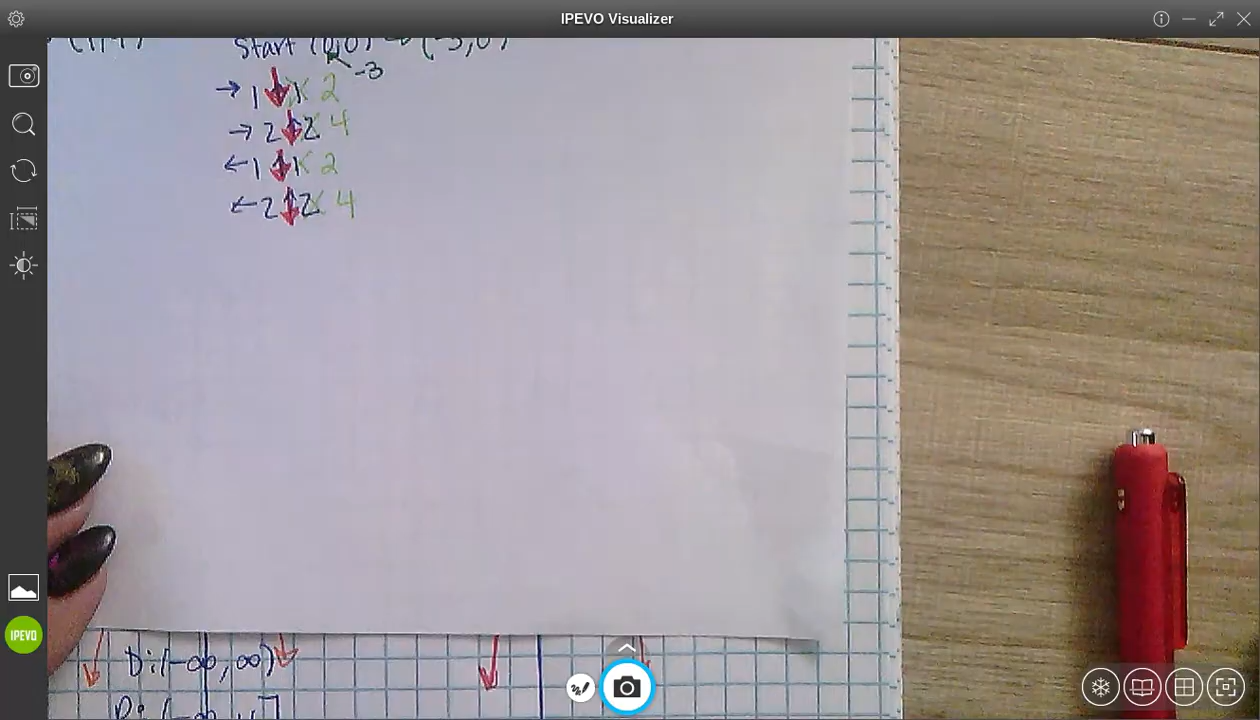 IPEVO Visualizer
Start (0,0) → (-3,0)
-3
→ 1 ↓ 1 2
→ 2 ↓ 2 4
← 1 ↓ 1 2
← 2 ↓ 2 4
IPEVO
D:(-∞,∞)